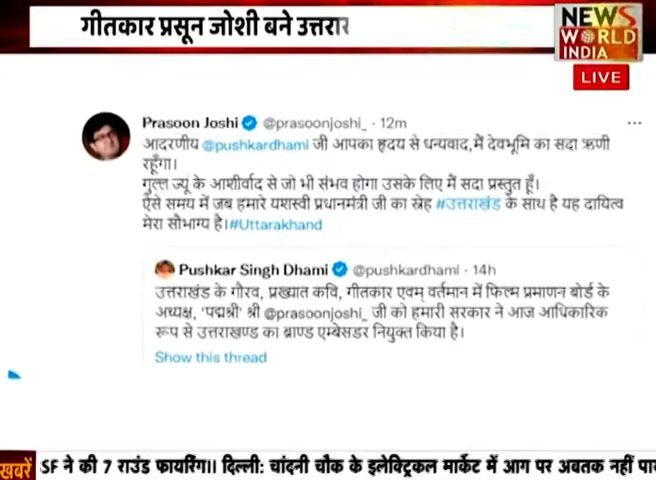 गीतकार प्रसून जोशी बने उत्तरार
NEWS
WORLD
INDIA
LIVE
Prasoon Joshi @prasoonjoshi_ · 12m
आदरणीय @pushkardhami जी आपका हृदय से धन्यवाद,मैं देवभूमि का सदा ऋणी
रहूँगा।
गुल्ल ज्यू के आशीर्वाद से जो भी संभव होगा उसके लिए मैं सदा प्रस्तुत हूँ।
ऐसे समय में जब हमारे यशस्वी प्रधानमंत्री जी का स्नेह #उत्तराखंड के साथ है यह दायित्व
मेरा सौभाग्य है।#Uttarakhand
Pushkar Singh Dhami @pushkardhami · 14h
उत्तराखंड के गौरव, प्रख्यात कवि, गीतकार एवम् वर्तमान में फिल्म प्रमाणन बोर्ड के
अध्यक्ष, 'पद्मश्री' श्री @prasoonjoshi_ जी को हमारी सरकार ने आज आधिकारिक
रूप से उत्तराखण्ड का ब्राण्ड एम्बेसडर नियुक्त किया है।
Show this thread
खबरें SF ने की 7 राउंड फायरिंग।। दिल्ली: चांदनी चौक के इलेक्ट्रिकल मार्केट में आग पर अबतक नहीं पा